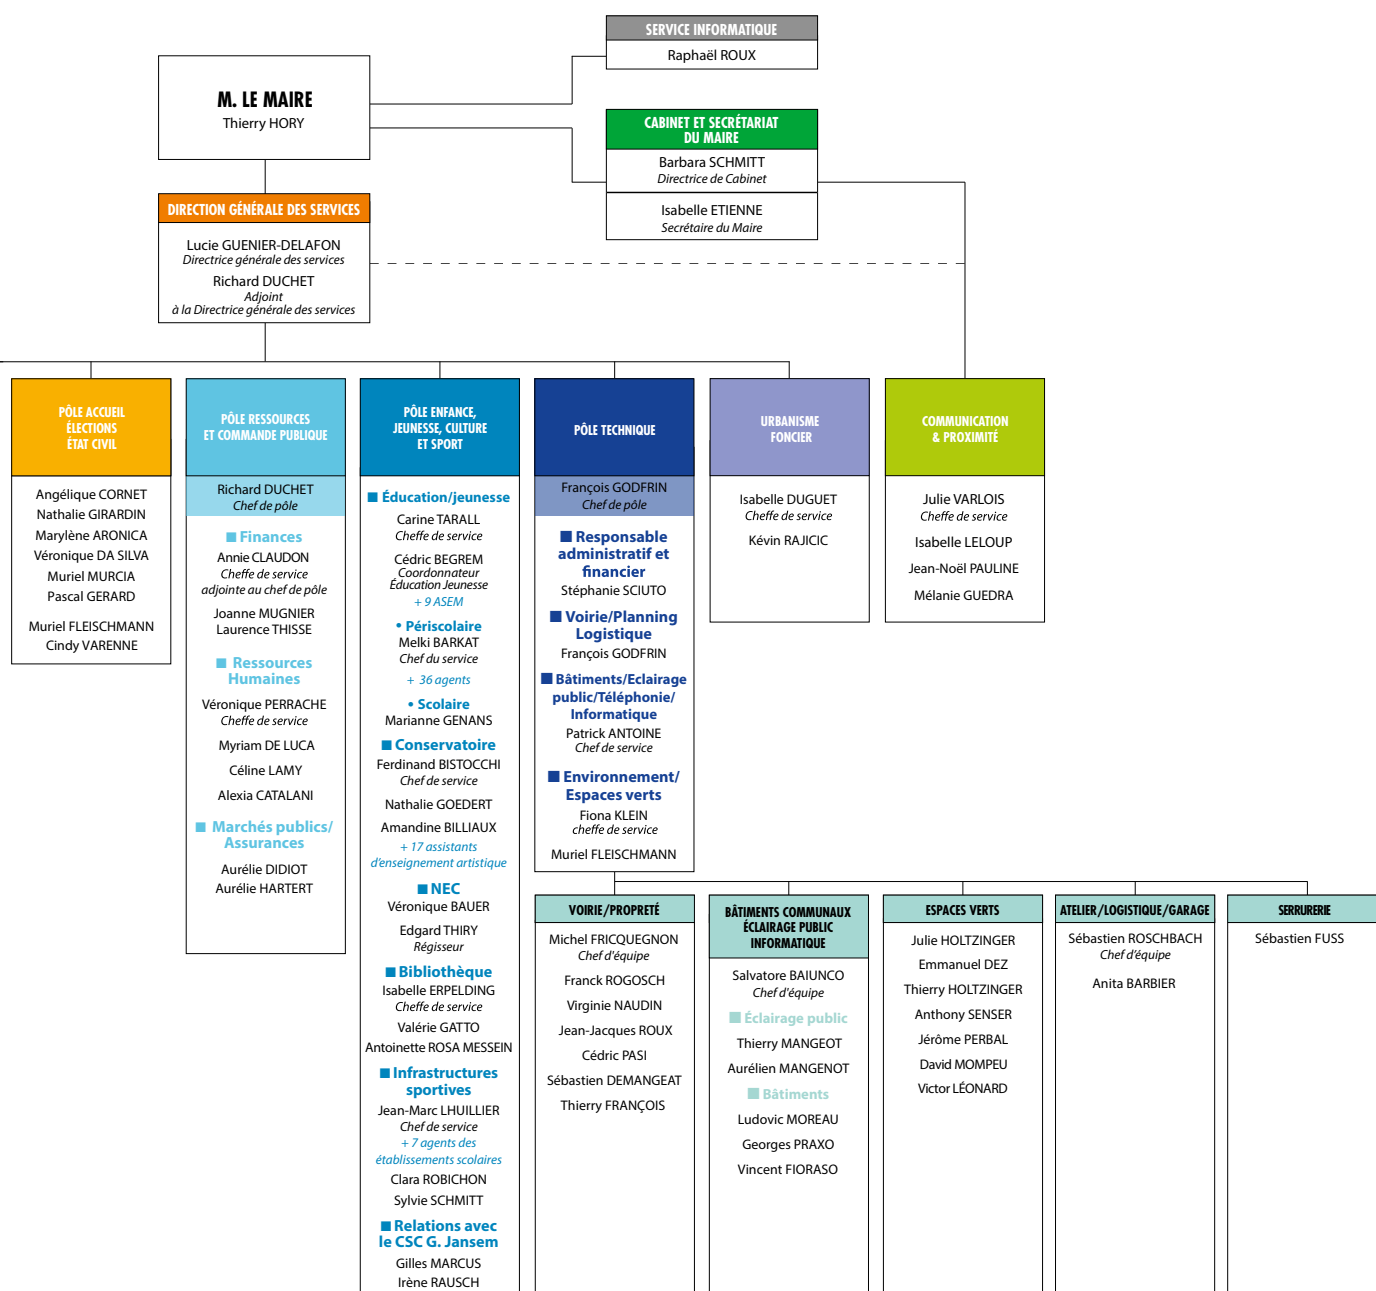 SERVICE INFORMATIQUE
Raphaël ROUX
M. LE MAIRE
Thierry HORY
CABINET ET SECRÉTARIAT
DU MAIRE
Barbara SCHMITT
Directrice de Cabinet
Isabelle ETIENNE
Secrétaire du Maire
DIRECTION GÉNÉRALE DES SERVICES
Lucie GUENIER-DELAFON
Directrice générale des services
Richard DUCHET
Adjoint
à la Directrice générale des services
PÔLE ACCUEIL
ÉLECTIONS
ÉTAT CIVIL
Angélique CORNET
Nathalie GIRARDIN
Marylène ARONICA
Véronique DA SILVA
Muriel MURCIA
Pascal GERARD
Muriel FLEISCHMANN
Cindy VARENNE
PÔLE RESSOURCES
ET COMMANDE PUBLIQUE
Richard DUCHET
Chef de pôle
■ Finances
Annie CLAUDON
Cheffe de service
adjointe au chef de pôle
Joanne MUGNIER
Laurence THISSE
■ Ressources
Humaines
Véronique PERRACHE
Cheffe de service
Myriam DE LUCA
Céline LAMY
Alexia CATALANI
■ Marchés publics/
Assurances
Aurélie DIDIOT
Aurélie HARTERT
PÔLE ENFANCE,
JEUNESSE, CULTURE
ET SPORT
■ Éducation/jeunesse
Carine TARALL
Cheffe de service
Cédric BEGREM
Coordonnateur
Éducation Jeunesse
+ 9 ASEM
• Périscolaire
Melki BARKAT
Chef du service
+ 36 agents
• Scolaire
Marianne GENANS
■ Conservatoire
Ferdinand BISTOCCHI
Chef de service
Nathalie GOEDERT
Amandine BILLIAUX
+ 17 assistants
d'enseignement artistique
■ NEC
Véronique BAUER
Edgard THIRY
Régisseur
■ Bibliothèque
Isabelle ERPELDING
Cheffe de service
Valérie GATTO
Antoinette ROSA MESSEIN
■ Infrastructures
sportives
Jean-Marc LHUILLIER
Chef de service
+ 7 agents des
établissements scolaires
Clara ROBICHON
Sylvie SCHMITT
■ Relations avec
le CSC G. Jansem
Gilles MARCUS
Irène RAUSCH
PÔLE TECHNIQUE
François GODFRIN
Chef de pôle
■ Responsable
administratif et
financier
Stéphanie SCIUTO
■ Voirie/Planning
Logistique
François GODFRIN
■ Bâtiments/Eclairage
public/Téléphonie/
Informatique
Patrick ANTOINE
Chef de service
■ Environnement/
Espaces verts
Fiona KLEIN
cheffe de service
Muriel FLEISCHMANN
URBANISME
FONCIER
Isabelle DUGUET
Cheffe de service
Kévin RAJICIC
COMMUNICATION
& PROXIMITÉ
Julie VARLOIS
Cheffe de service
Isabelle LELOUP
Jean-Noël PAULINE
Mélanie GUEDRA
VOIRIE/PROPRETÉ
Michel FRICQUEGNON
Chef d'équipe
Franck ROGOSCH
Virginie NAUDIN
Jean-Jacques ROUX
Cédric PASI
Sébastien DEMANGEAT
Thierry FRANÇOIS
BÂTIMENTS COMMUNAUX
ÉCLAIRAGE PUBLIC
INFORMATIQUE
Salvatore BAIUNCO
Chef d'équipe
■ Éclairage public
Thierry MANGEOT
Aurélien MANGENOT
■ Bâtiments
Ludovic MOREAU
Georges PRAXO
Vincent FIORASO
ESPACES VERTS
Julie HOLTZINGER
Emmanuel DEZ
Thierry HOLTZINGER
Anthony SENSER
Jérôme PERBAL
David MOMPEU
Victor LÉONARD
ATELIER/LOGISTIQUE/GARAGE
Sébastien ROSCHBACH
Chef d'équipe
Anita BARBIER
SERRURERIE
Sébastien FUSS